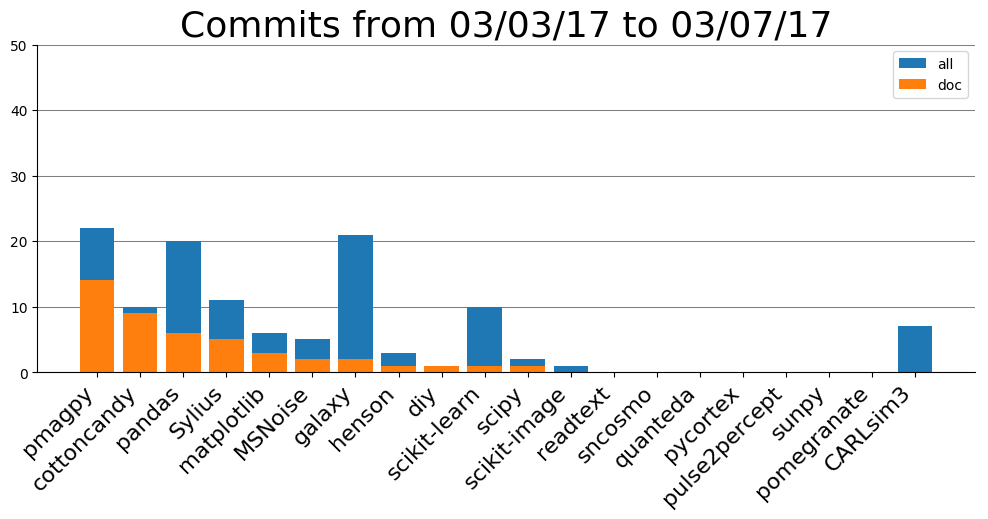 Commits from 03/03/17 to 03/07/17
50
40
30
20
10
0
all
doc
pmagpy
cottoncandy
pandas
Sylius
matplotlib
MSNoise
galaxy
henson
diy
scikit-learn
scipy
scikit-image
readtext
sncosmo
quanteda
pycortex
pulse2percept
sunpy
pomegranate
CARLsim3